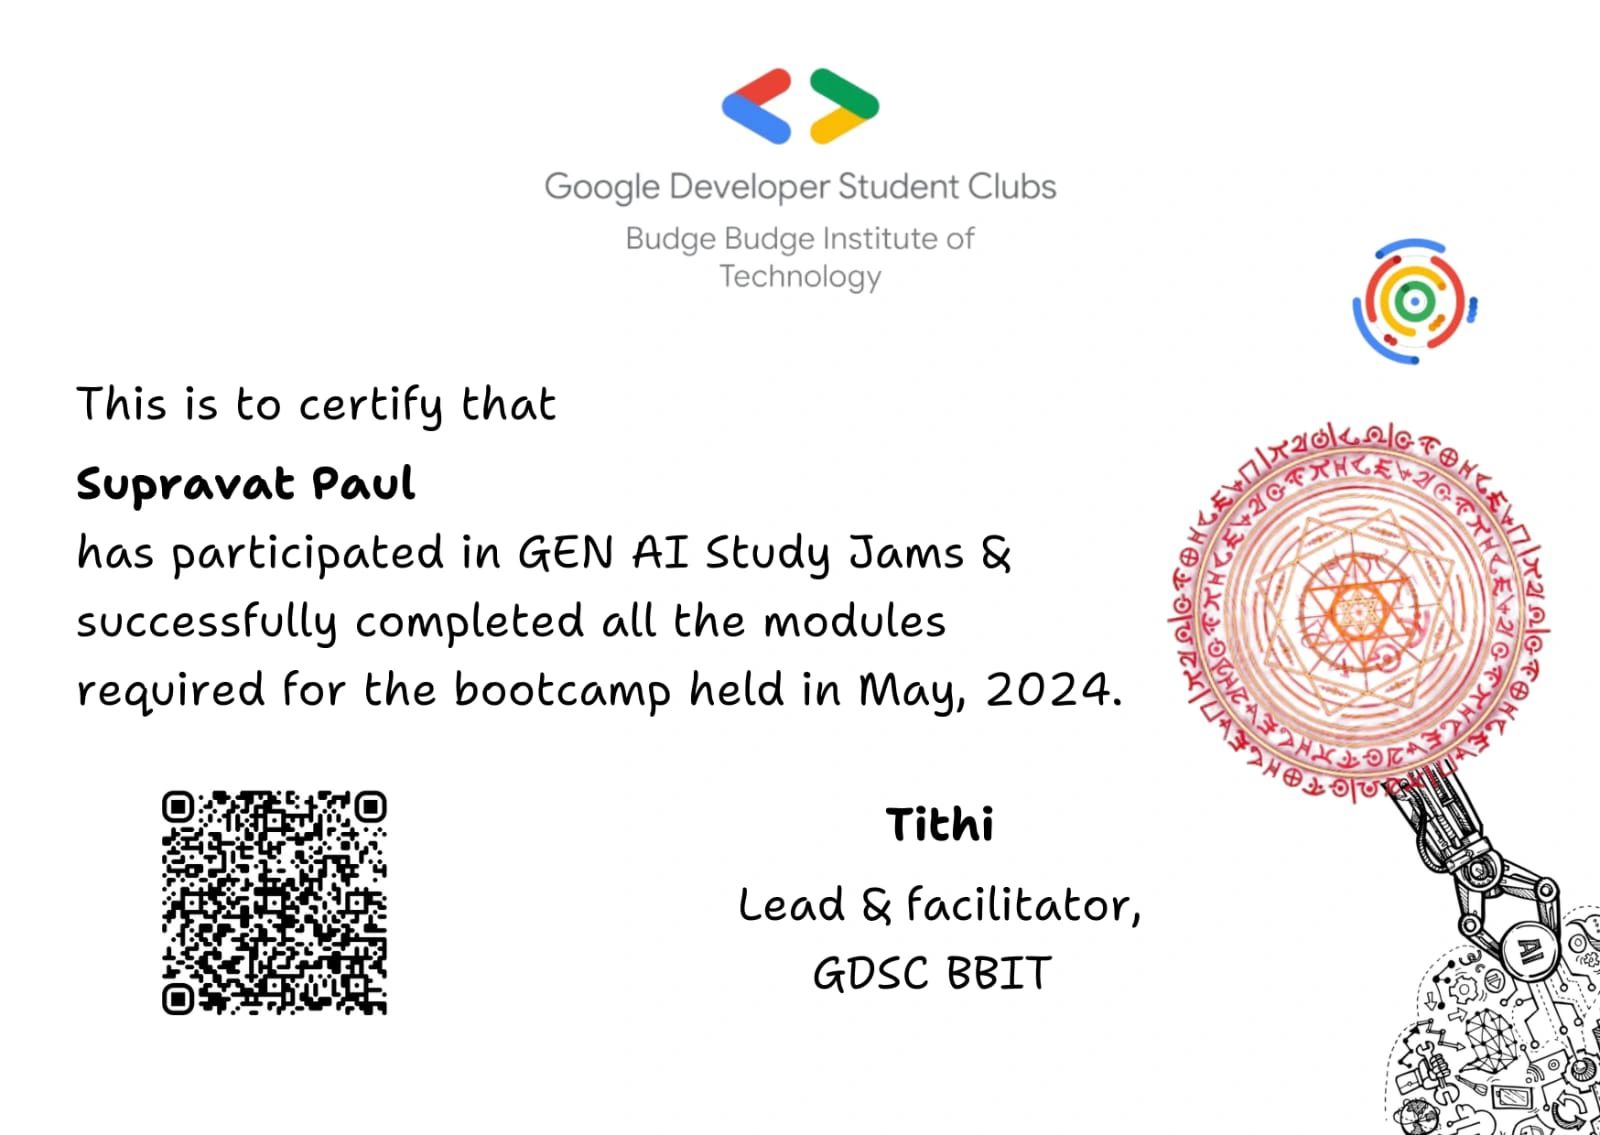 Google Developer Student Clubs
Budge Budge Institute of
Technology
This is to certify that
Supravat Paul
has participated in GEN AI Study Jams &
successfully completed all the modules
required for the bootcamp held in May, 2024.
Tithi
Lead & facilitator,
GDSC BBIT
AI